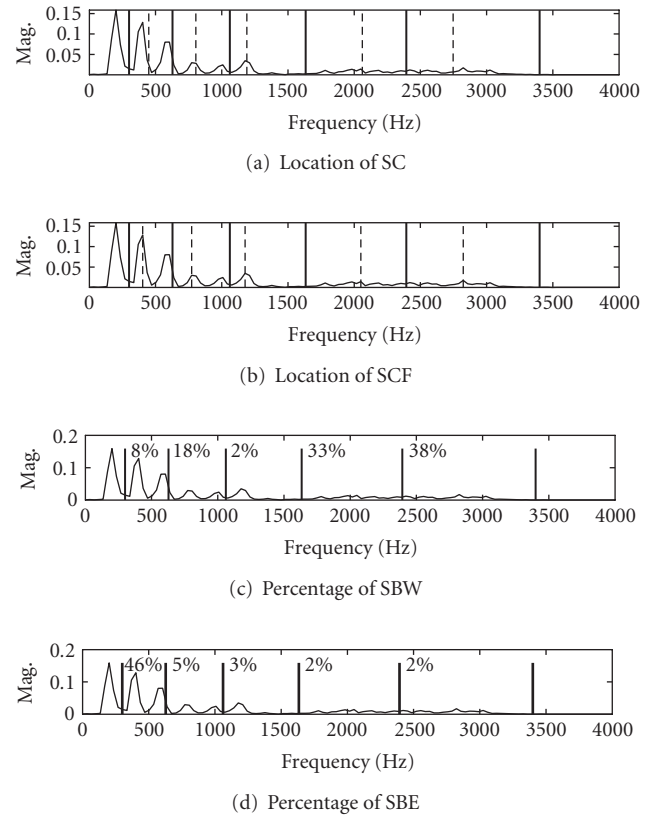 0.15
0.1
0.05
Mag.
0 500 1000 1500 2000 2500 3000 3500 4000
Frequency (Hz)
(a) Location of SC
0.15
0.1
0.05
Mag.
0 500 1000 1500 2000 2500 3000 3500 4000
Frequency (Hz)
(b) Location of SCF
0.2
0.1
0
Mag.
8% 18% 2% 33% 38%
0 500 1000 1500 2000 2500 3000 3500 4000
Frequency (Hz)
(c) Percentage of SBW
0.2
0.1
0
Mag.
46% 5% 3% 2% 2%
0 500 1000 1500 2000 2500 3000 3500 4000
Frequency (Hz)
(d) Percentage of SBE